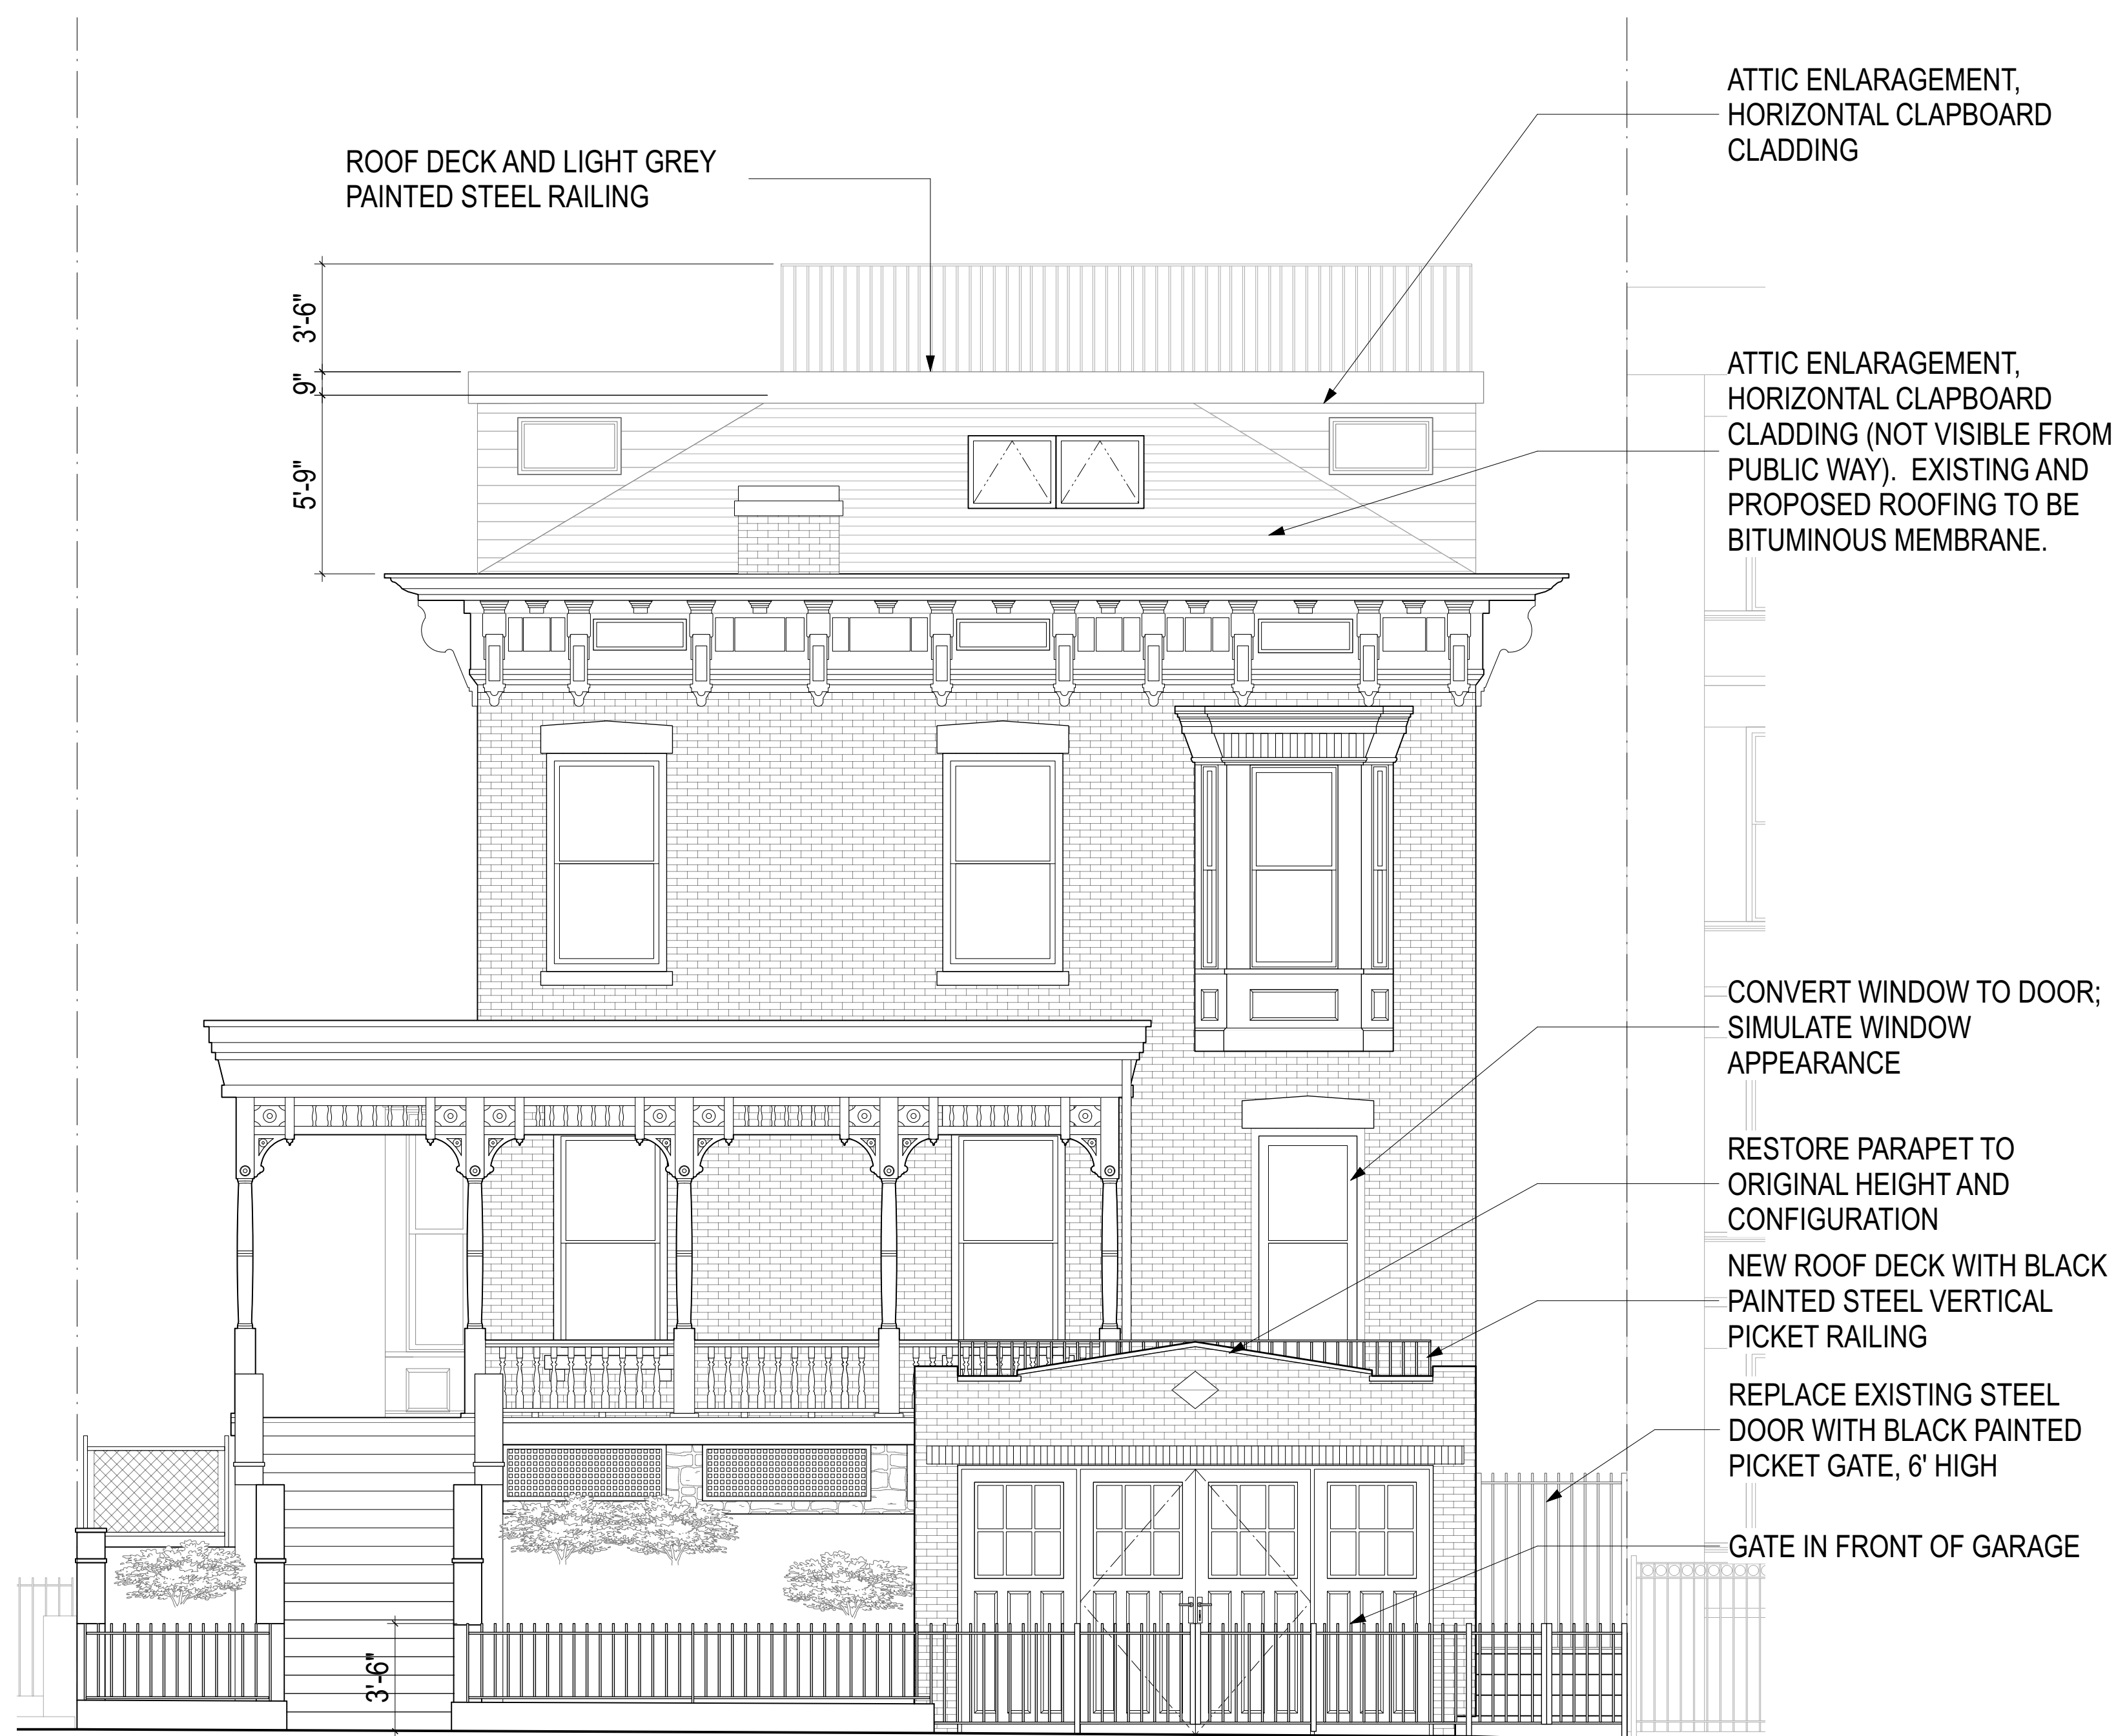 ATTIC ENLARAGEMENT,
HORIZONTAL CLAPBOARD
CLADDING
ROOF DECK AND LIGHT GREY
PAINTED STEEL RAILING
3'-6"
9"
5'-9"
ATTIC ENLARAGEMENT,
HORIZONTAL CLAPBOARD
CLADDING (NOT VISIBLE FROM
PUBLIC WAY).  EXISTING AND
PROPOSED ROOFING TO BE
BITUMINOUS MEMBRANE.
CONVERT WINDOW TO DOOR;
SIMULATE WINDOW
APPEARANCE
RESTORE PARAPET TO
ORIGINAL HEIGHT AND
CONFIGURATION
NEW ROOF DECK WITH BLACK
PAINTED STEEL VERTICAL
PICKET RAILING
REPLACE EXISTING STEEL
DOOR WITH BLACK PAINTED
PICKET GATE, 6' HIGH
GATE IN FRONT OF GARAGE
3'-6"